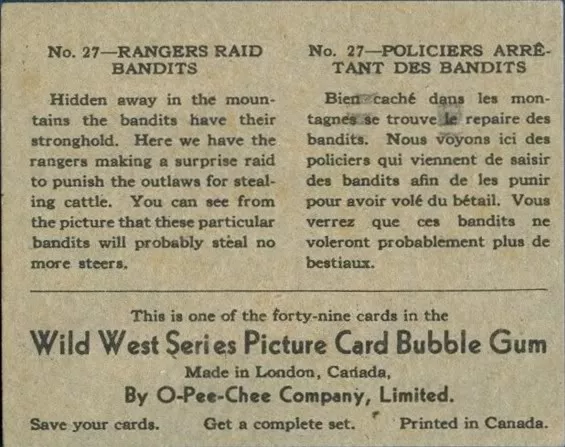 No. 27—RANGERS RAID
BANDITS
Hidden away in the moun-
tains the bandits have their
stronghold. Here we have the
rangers making a surprise raid
to punish the outlaws for steal-
ing cattle. You can see from
the picture that these particular
bandits will probably steal no
more steers.
No. 27—POLICIERS ARRÊ-
TANT DES BANDITS
Bien caché dans les mon-
tagnes se trouve le repaire des
bandits. Nous voyons ici des
policiers qui viennent de saisir
des bandits afin de les punir
pour avoir volé du bétail. Vous
verrez que ces bandits ne
voleront probablement plus de
bestiaux.
This is one of the forty-nine cards in the
Wild West Series Picture Card Bubble Gum
Made in London, Canada,
By O-Pee-Chee Company, Limited.
Save your cards. Get a complete set. Printed in Canada.